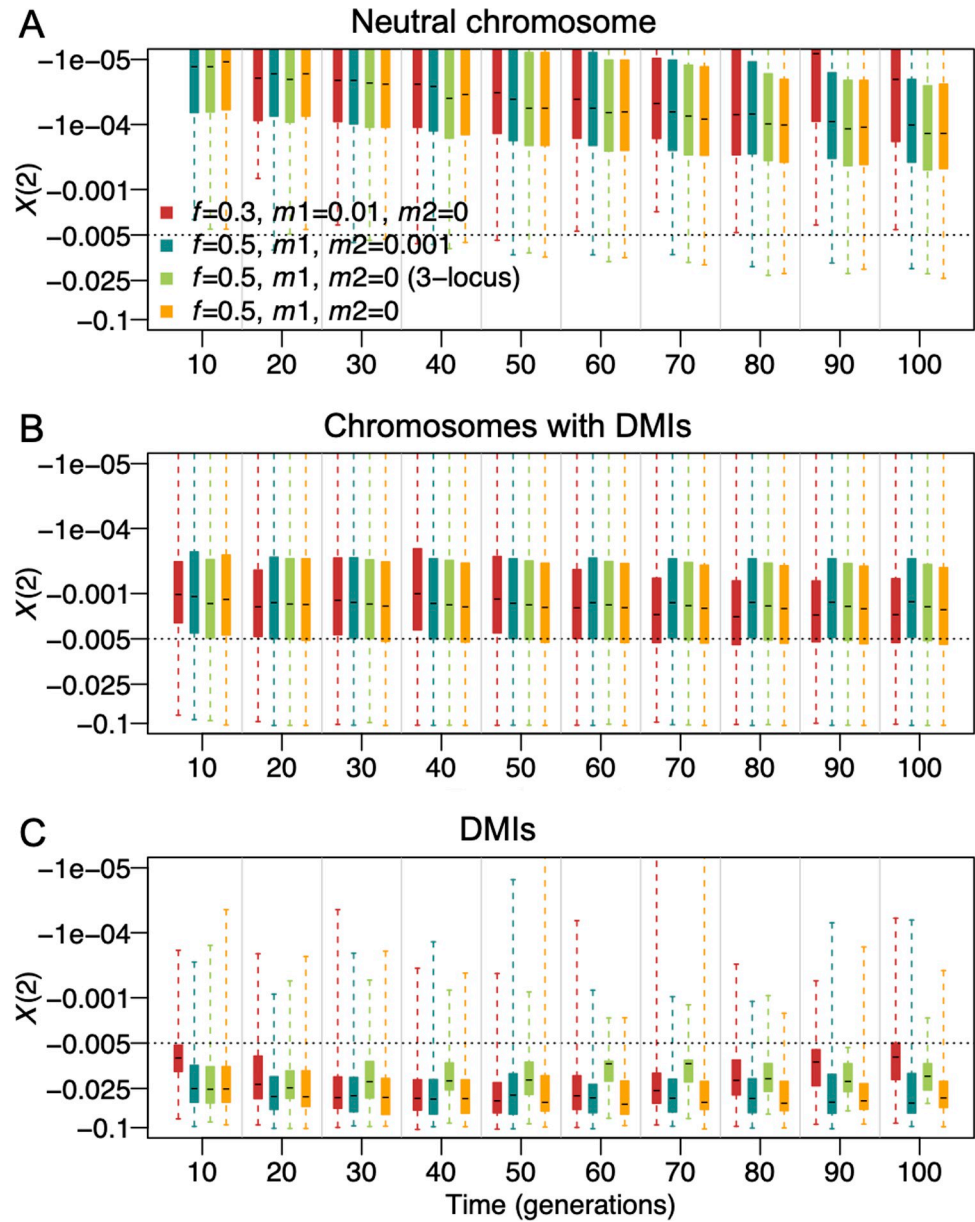 A Neutral chromosome
−1e−05
−1e−04
−0.001
−0.005
−0.025
−0.1
X(2)
f=0.3, m1=0.01, m2=0
f=0.5, m1, m2=0.001
f=0.5, m1, m2=0 (3−locus)
f=0.5, m1, m2=0
10 20 30 40 50 60 70 80 90 100
B Chromosomes with DMIs
−1e−05
−1e−04
−0.001
−0.005
−0.025
−0.1
X(2)
10 20 30 40 50 60 70 80 90 100
C DMIs
−1e−05
−1e−04
−0.001
−0.005
−0.025
−0.1
X(2)
10 20 30 40 50 60 70 80 90 100
Time (generations)